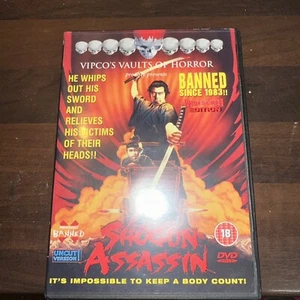 VIPCO'S VAULTS OF HORROR
HE WHIPS
OUT HIS
SWORD
AND
RELIEVES
HIS VICTIMS
OF THEIR
HEADS!!
BANNED
SINCE 1983!!
EDITION
BANNED
UNCUT
VERSION
SHOGUN
ASSASSIN
18
DVD
IT'S IMPOSSIBLE TO KEEP A BODY COUNT!